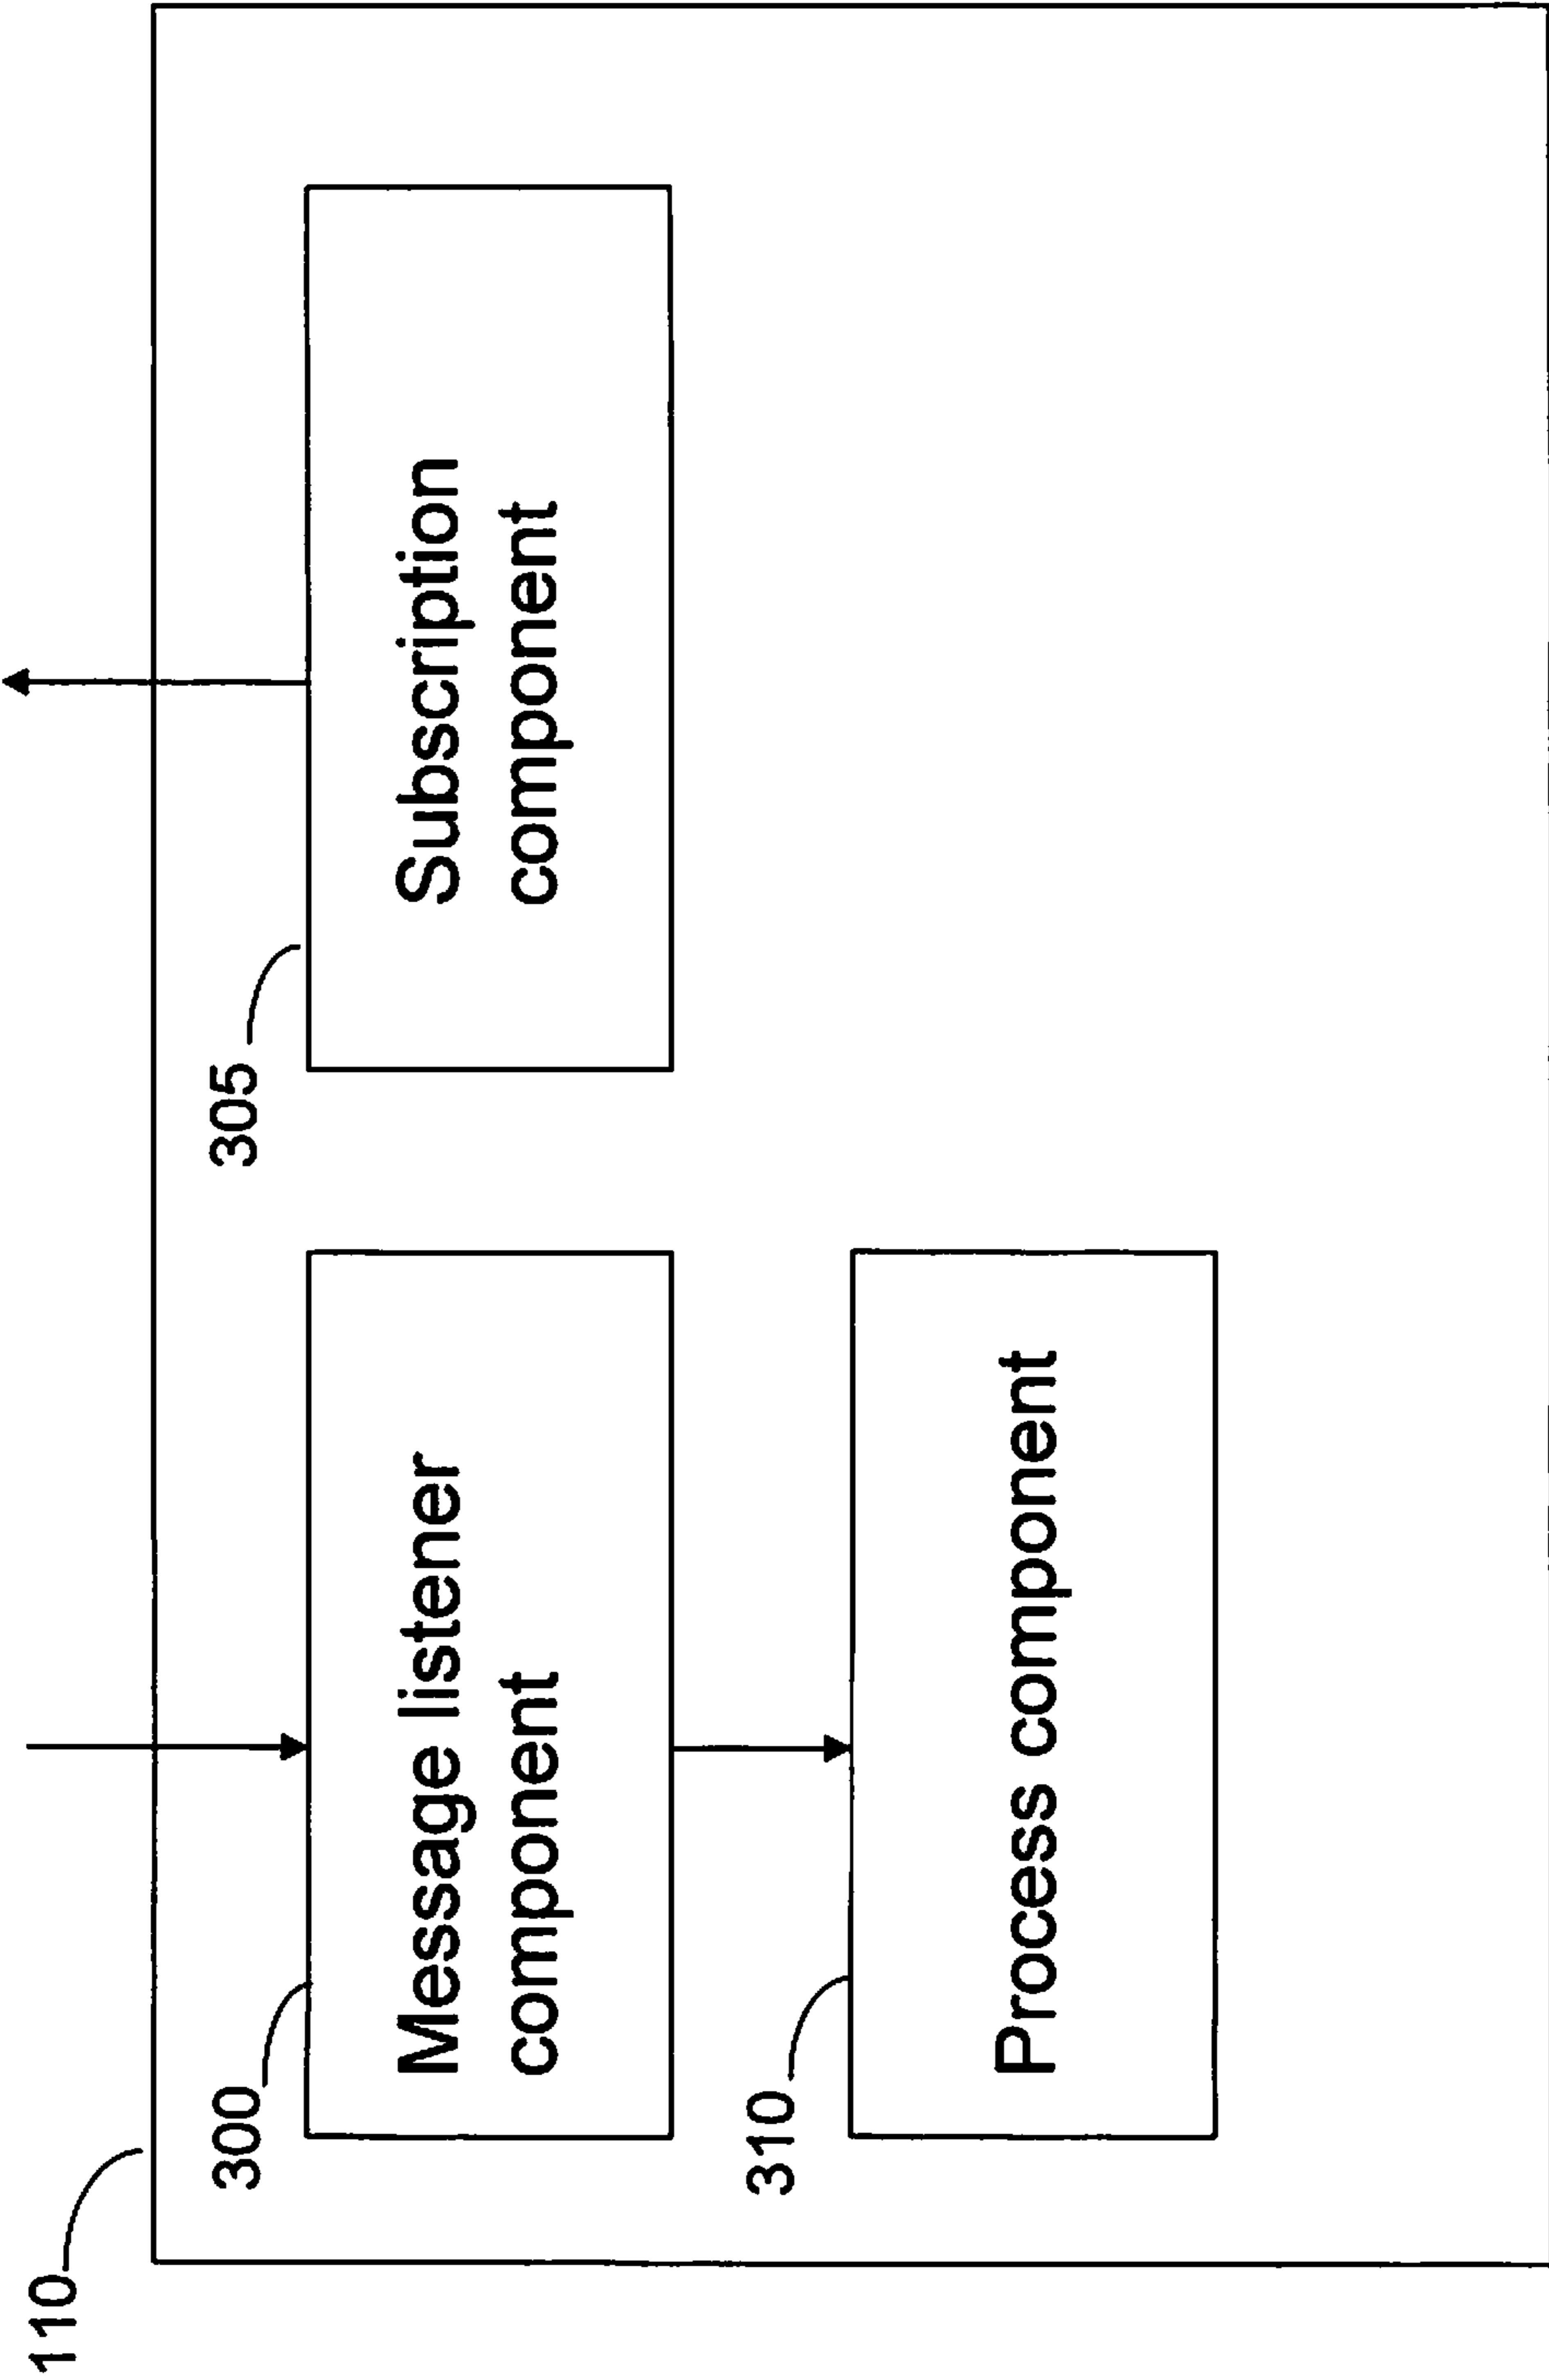 110
300
Message listener
component
305
Subscription
component
310
Process component